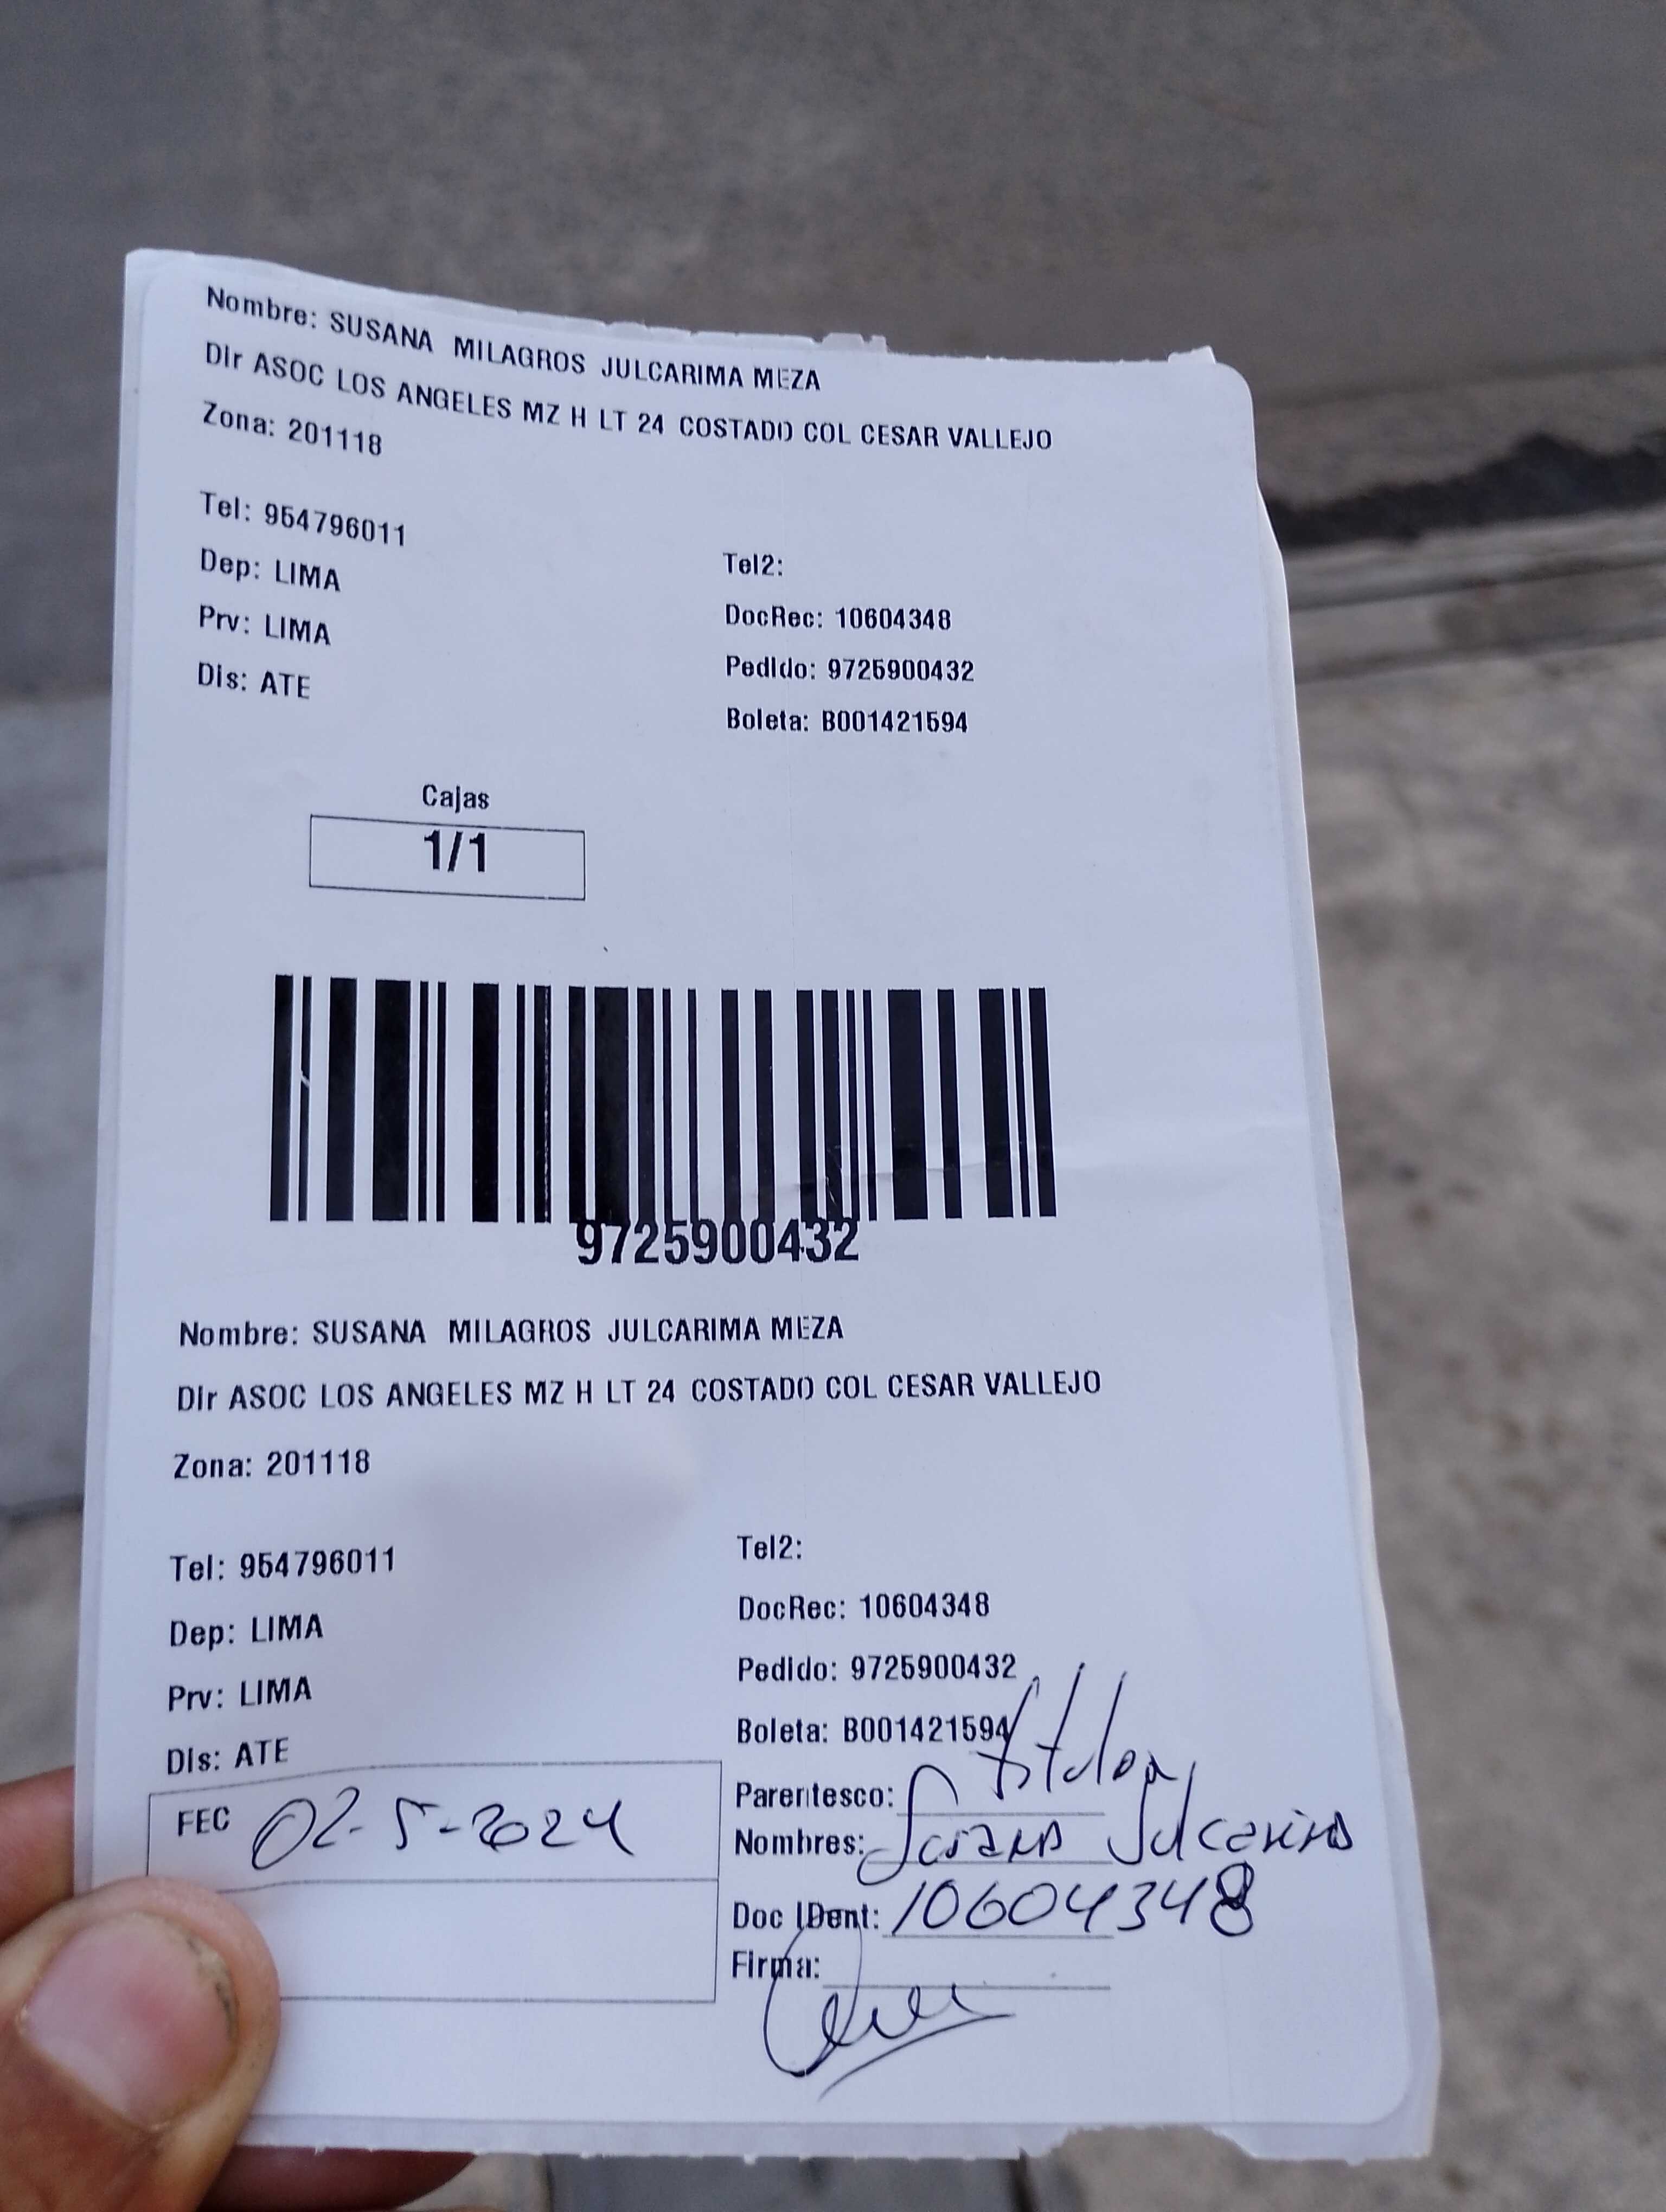 Nombre: SUSANA MILAGROS JULCARIMA MEZA
Dir ASOC LOS ANGELES MZ H LT 24 COSTADO COL CESAR VALLEJO
Zona: 201118
Tel: 954796011
Dep: LIMA
Prv: LIMA
Dis: ATE
Tel2:
DocRec: 10604348
Pedido: 9725900432
Boleta: B001421594
Cajas
1/1
9725900432
Nombre: SUSANA MILAGROS JULCARIMA MEZA
Dir ASOC LOS ANGELES MZ H LT 24 COSTADO COL CESAR VALLEJO
Zona: 201118
Tel: 954796011
Dep: LIMA
Prv: LIMA
Dis: ATE
Tel2:
DocRec: 10604348
Pedido: 9725900432
Boleta: B001421594
FEC 02-5-2024
Parentesco: titular
Nombres: Susana Julcarima
Doc IDent: 10604348
Firma: